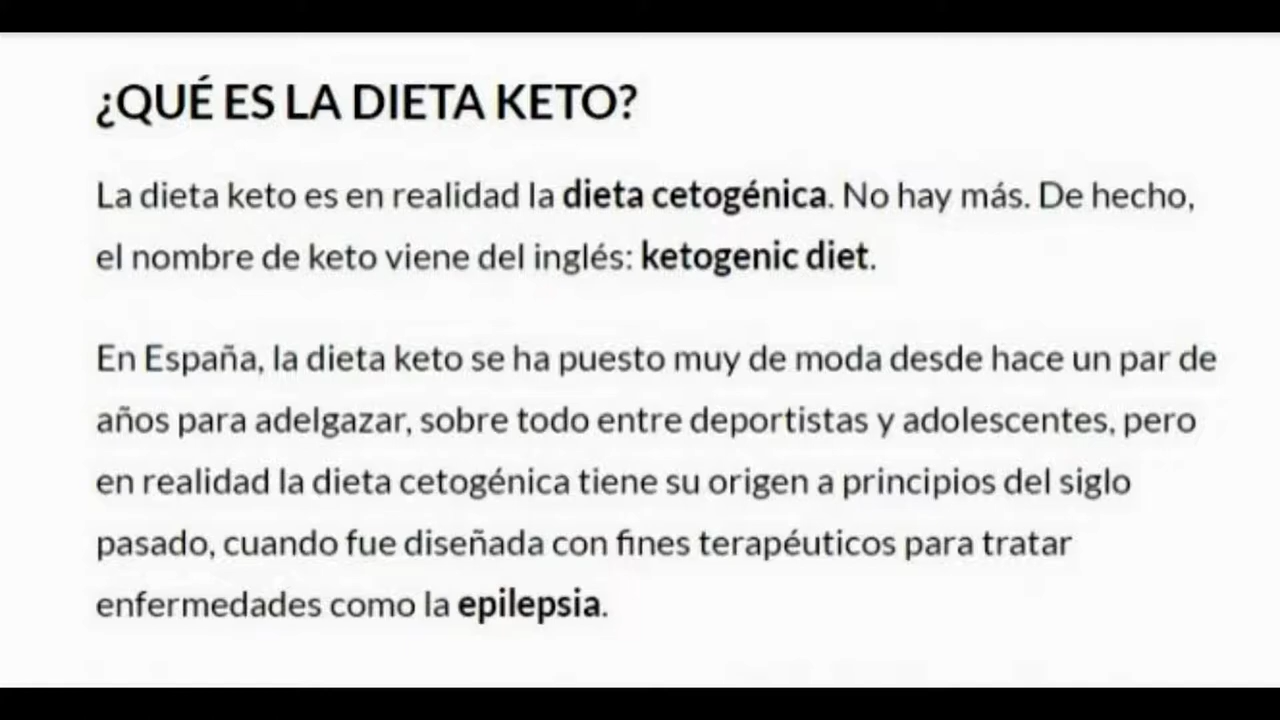 ¿QUÉ ES LA DIETA KETO?
La dieta keto es en realidad la dieta cetogénica. No hay más. De hecho,
el nombre de keto viene del inglés: ketogenic diet.
En España, la dieta keto se ha puesto muy de moda desde hace un par de
años para adelgazar, sobre todo entre deportistas y adolescentes, pero
en realidad la dieta cetogénica tiene su origen a principios del siglo
pasado, cuando fue diseñada con fines terapéuticos para tratar
enfermedades como la epilepsia.